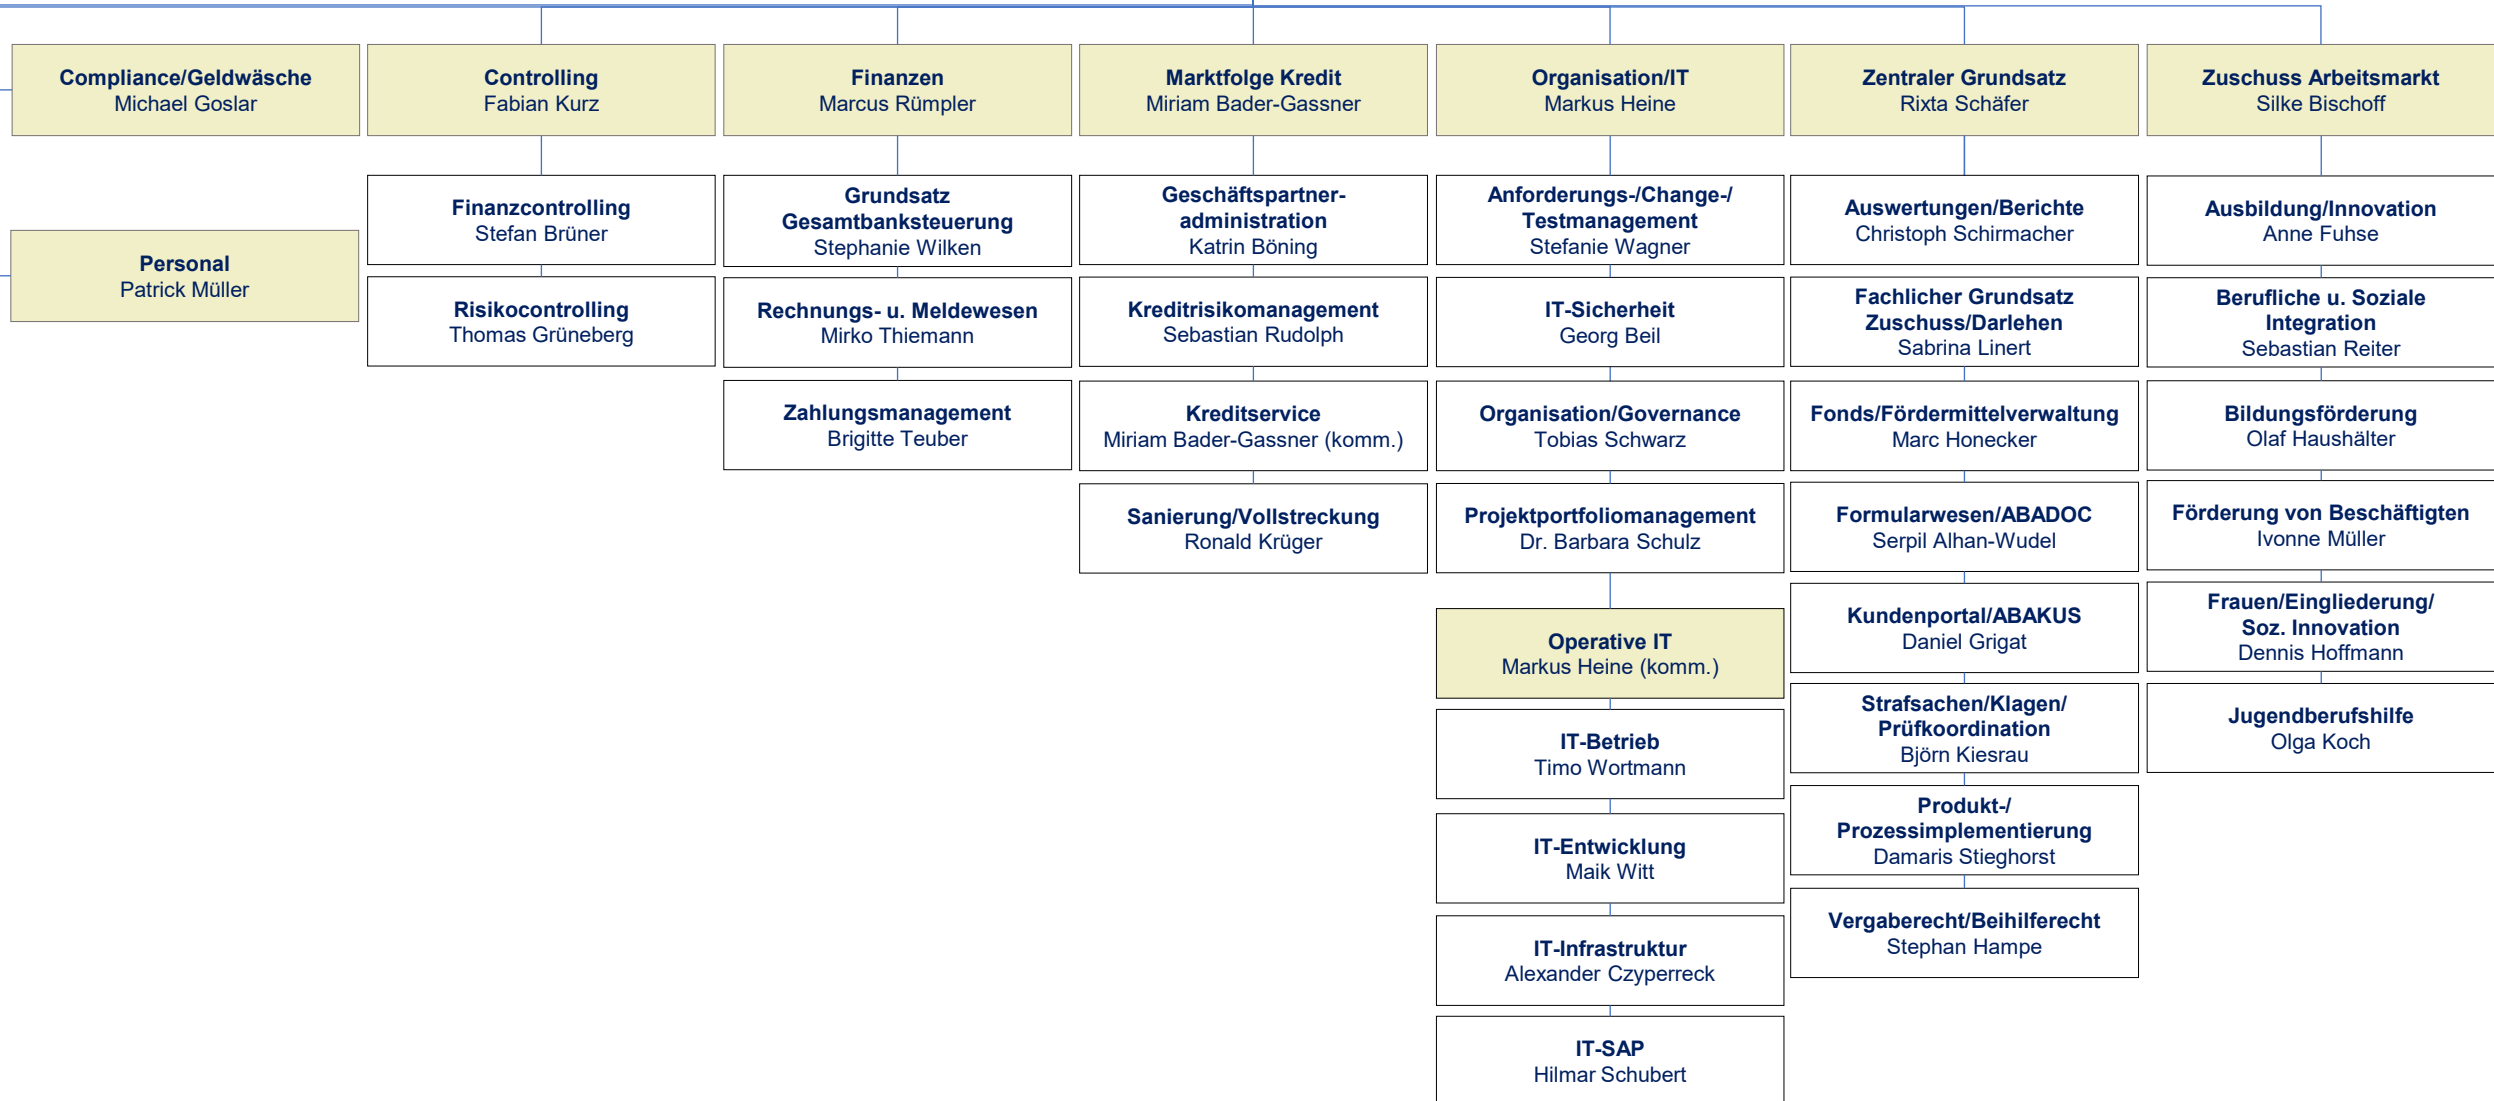 Compliance/Geldwäsche
Michael Goslar
Personal
Patrick Müller
Controlling
Fabian Kurz
Finanzcontrolling
Stefan Brüner
Risikocontrolling
Thomas Grüneberg
Finanzen
Marcus Rümpler
Grundsatz
Gesamtbanksteuerung
Stephanie Wilken
Rechnungs- u. Meldewesen
Mirko Thiemann
Zahlungsmanagement
Brigitte Teuber
Marktfolge Kredit
Miriam Bader-Gassner
Geschäftspartner-
administration
Katrin Böning
Kreditrisikomanagement
Sebastian Rudolph
Kreditservice
Miriam Bader-Gassner (komm.)
Sanierung/Vollstreckung
Ronald Krüger
Organisation/IT
Markus Heine
Anforderungs-/Change-/
Testmanagement
Stefanie Wagner
IT-Sicherheit
Georg Beil
Organisation/Governance
Tobias Schwarz
Projektportfoliomanagement
Dr. Barbara Schulz
Operative IT
Markus Heine (komm.)
IT-Betrieb
Timo Wortmann
IT-Entwicklung
Maik Witt
IT-Infrastruktur
Alexander Czyperreck
IT-SAP
Hilmar Schubert
Zentraler Grundsatz
Rixta Schäfer
Auswertungen/Berichte
Christoph Schirmacher
Fachlicher Grundsatz
Zuschuss/Darlehen
Sabrina Linert
Fonds/Fördermittelverwaltung
Marc Honecker
Formularwesen/ABADOC
Serpil Alhan-Wudel
Kundenportal/ABAKUS
Daniel Grigat
Strafsachen/Klagen/
Prüfkoordination
Björn Kiesrau
Produkt-/
Prozessimplementierung
Damaris Stieghorst
Vergaberecht/Beihilferecht
Stephan Hampe
Zuschuss Arbeitsmarkt
Silke Bischoff
Ausbildung/Innovation
Anne Fuhse
Berufliche u. Soziale
Integration
Sebastian Reiter
Bildungsförderung
Olaf Haushälter
Förderung von Beschäftigten
Ivonne Müller
Frauen/Eingliederung/
Soz. Innovation
Dennis Hoffmann
Jugendberufshilfe
Olga Koch